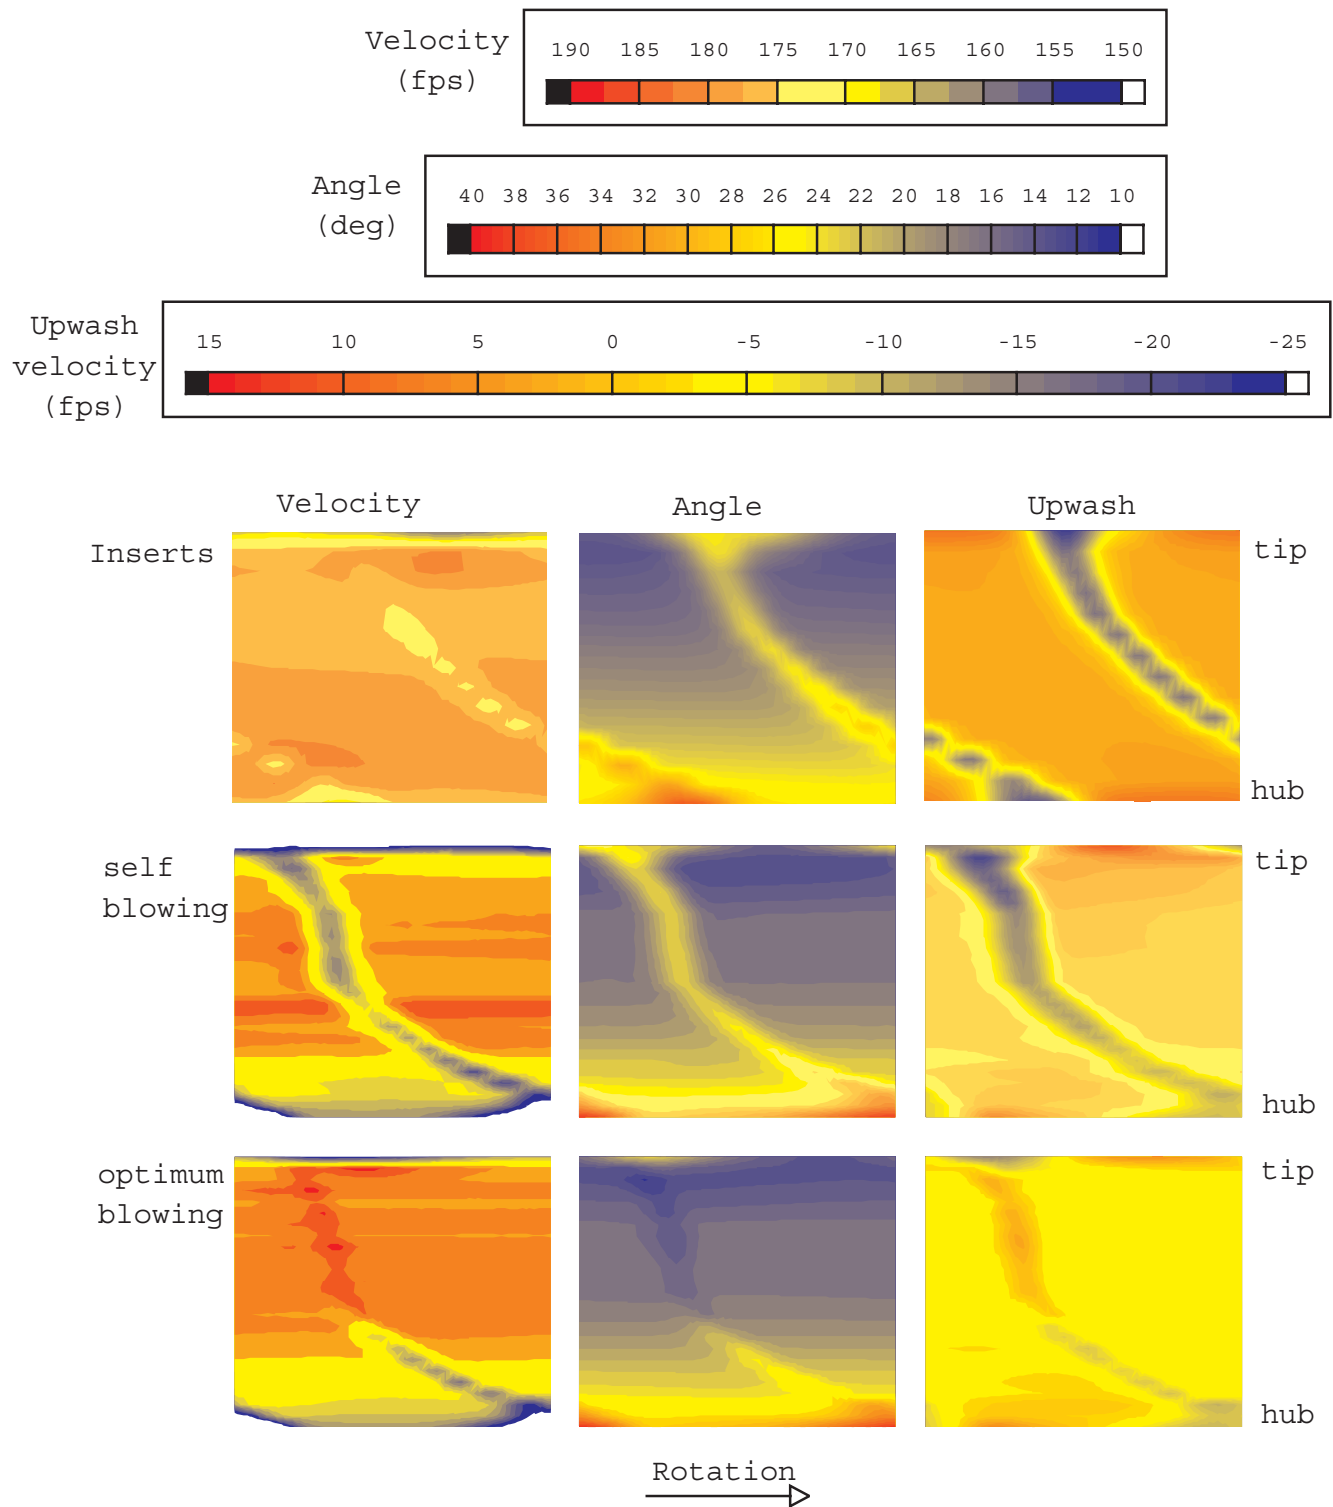 Velocity
(fps)
190 185 180 175 170 165 160 155 150
Angle
(deg)
40 38 36 34 32 30 28 26 24 22 20 18 16 14 12 10
Upwash
velocity
(fps)
15 10 5 0 -5 -10 -15 -20 -25
Velocity Angle Upwash
Inserts
tip
hub
self
blowing
tip
hub
optimum
blowing
tip
hub
Rotation